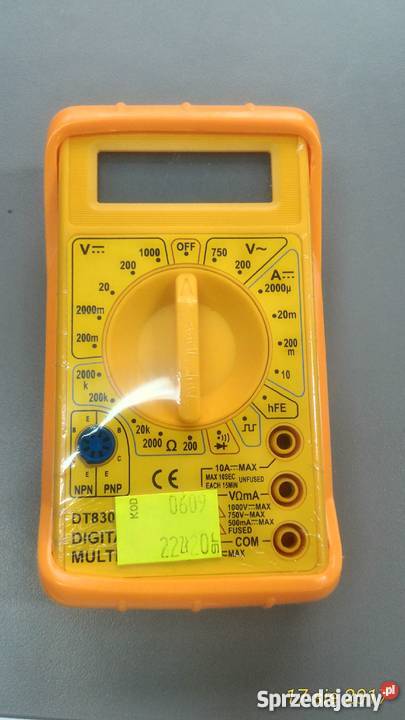 V⎓ 1000 OFF 750 V~
200 200
A⎓
20 2000µ
2000m 20m
200m 200
m
2000
k 10
200k hFE
20k 2000 Ω 200
E
B B
E C
E E
NPN PNP
CE
10A⎓MAX
MAX 10SEC UNFUSED
EACH 15MIN
VΩmA
1000V⎓MAX
750V~MAX
500mA⎓MAX
FUSED
COM
⎓MAX
DT830
DIGITA
MULT
KOD
0609
22.20
Sprzedajemy.pl